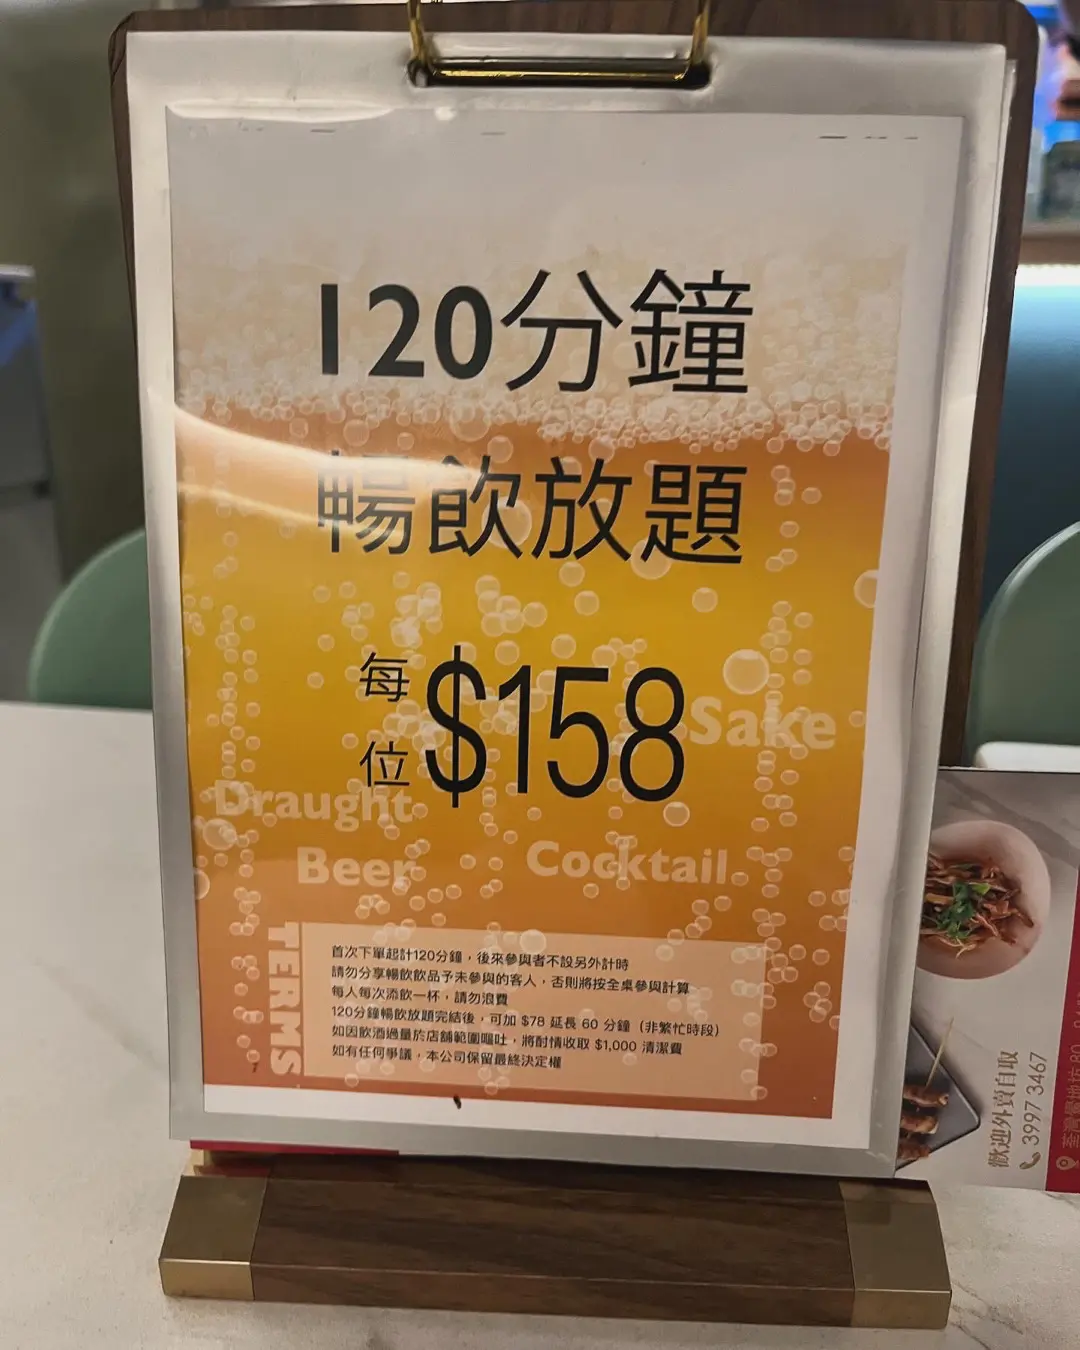 120分鐘
暢飲放題
每位 $158
Sake
Draught Beer
Cocktail
TERMS
首次下單起計120分鐘，後來參與者不設另外計時
請勿分享暢飲飲品予未參與的客人，否則將按全桌參與計算
每人每次添飲一杯，請勿浪費
120分鐘暢飲放題完結後，可加 $78 延長 60 分鐘（非繁忙時段）
如因飲酒過量於店舖範圍嘔吐，將酌情收取 $1,000 清潔費
如有任何爭議，本公司保留最終決定權
歡迎外賣自取
3997 3467